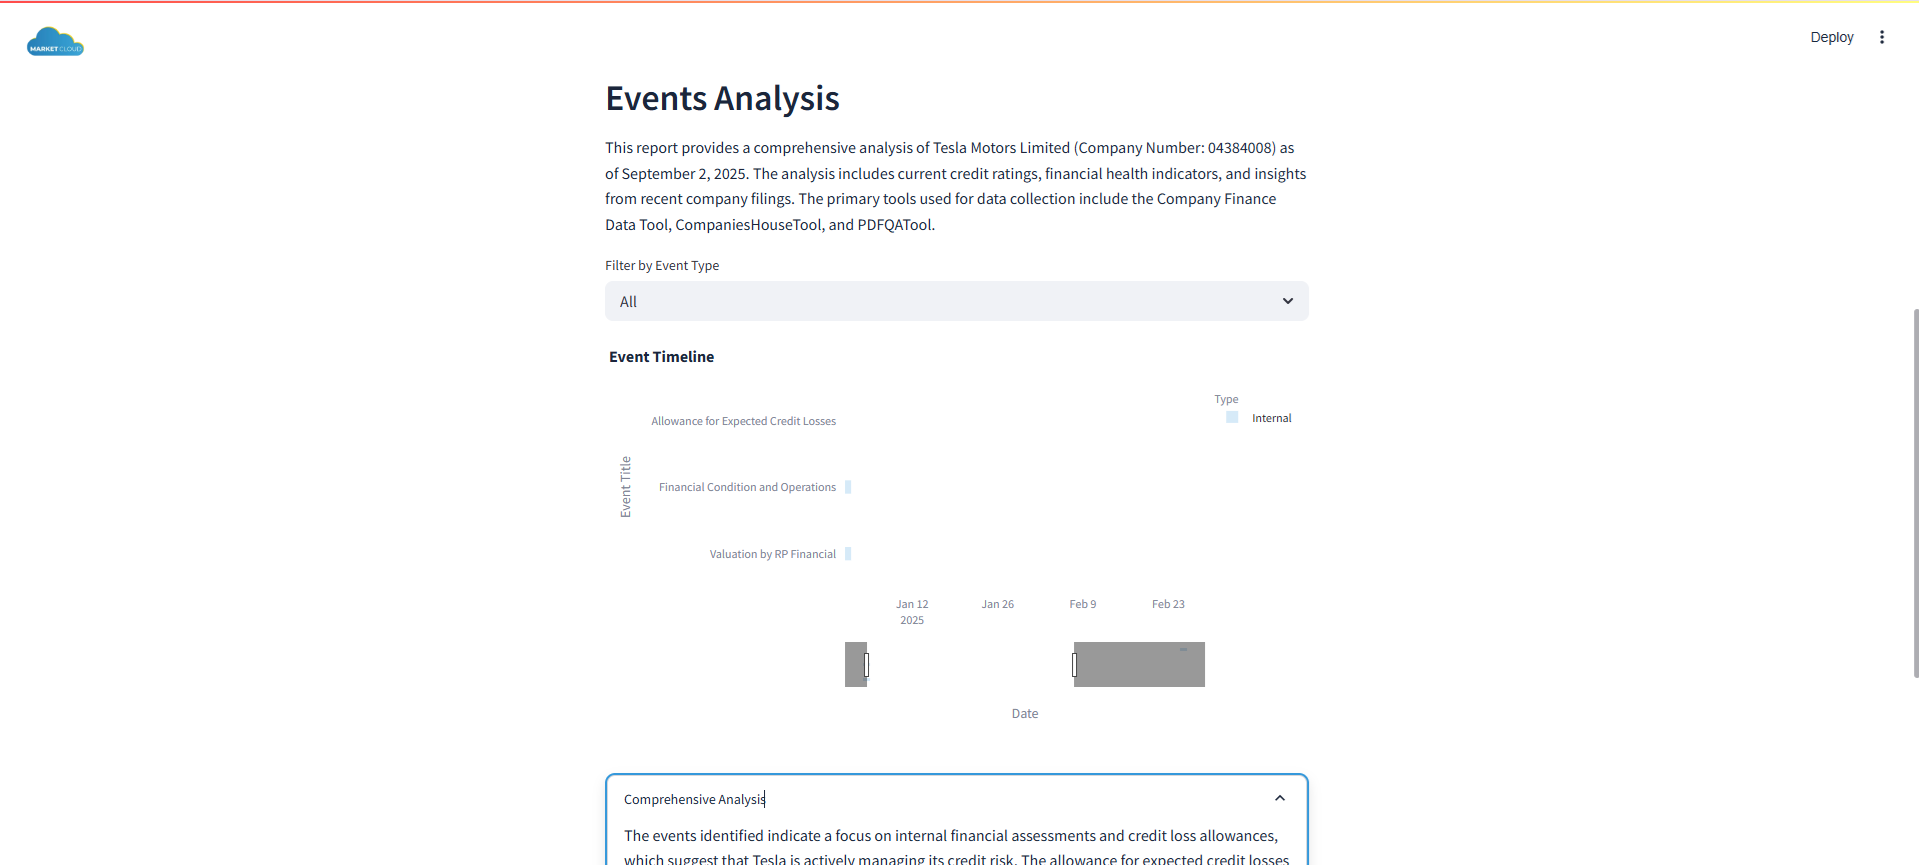 MARKET CLOUD
Deploy
Events Analysis
This report provides a comprehensive analysis of Tesla Motors Limited (Company Number: 04384008) as
of September 2, 2025. The analysis includes current credit ratings, financial health indicators, and insights
from recent company filings. The primary tools used for data collection include the Company Finance
Data Tool, CompaniesHouseTool, and PDFQATool.
Filter by Event Type
All
Event Timeline
Type
Internal
Event Title
Allowance for Expected Credit Losses
Financial Condition and Operations
Valuation by RP Financial
Jan 12
2025
Jan 26
Feb 9
Feb 23
Date
Comprehensive Analysis
The events identified indicate a focus on internal financial assessments and credit loss allowances,
which suggest that Tesla is actively managing its credit risk. The allowance for expected credit losses